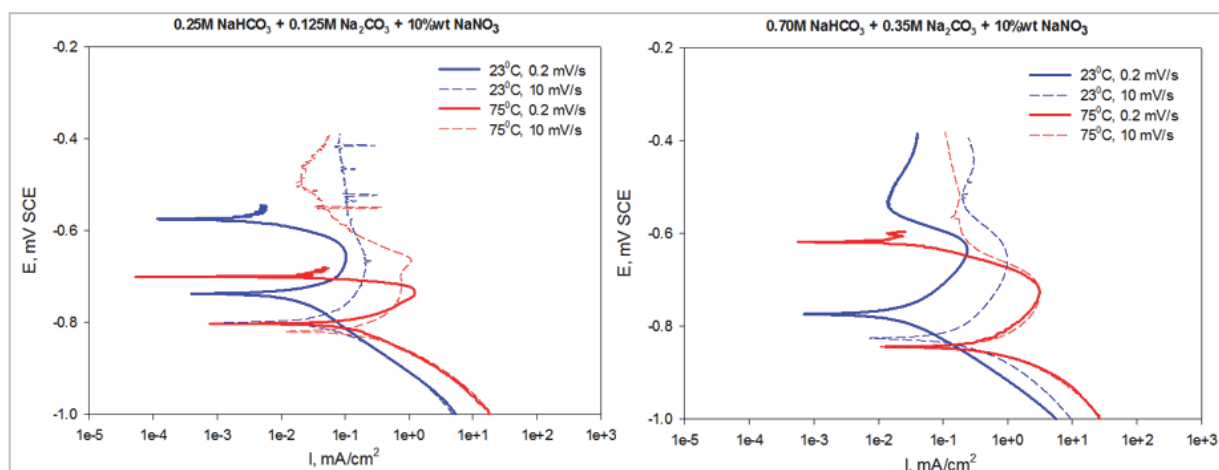 0.25M NaHCO₃ + 0.125M Na₂CO₃ + 10%wt NaNO₃
-0.2
23⁰C, 0.2 mV/s
23⁰C, 10 mV/s
75⁰C, 0.2 mV/s
75⁰C, 10 mV/s
-0.4
E, mV SCE
-0.6
-0.8
-1.0
1e-5 1e-4 1e-3 1e-2 1e-1 1e+0 1e+1 1e+2 1e+3
I, mA/cm²
0.70M NaHCO₃ + 0.35M Na₂CO₃ + 10%wt NaNO₃
-0.2
23⁰C, 0.2 mV/s
23⁰C, 10 mV/s
75⁰C, 0.2 mV/s
75⁰C, 10 mV/s
-0.4
E, mV SCE
-0.6
-0.8
-1.0
1e-5 1e-4 1e-3 1e-2 1e-1 1e+0 1e+1 1e+2 1e+3
I, mA/cm²